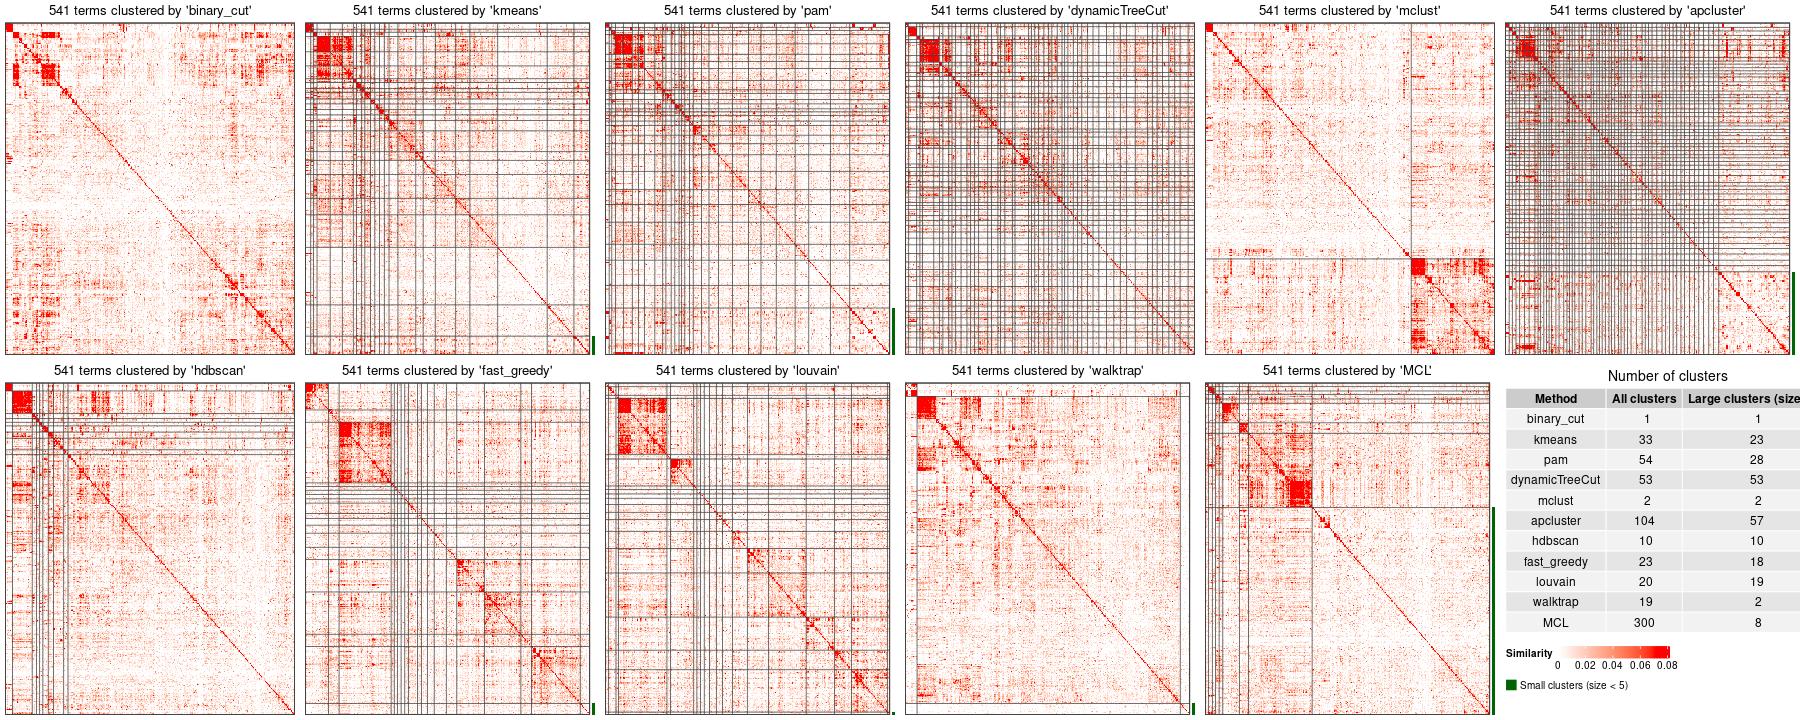 541 terms clustered by 'binary_cut'
541 terms clustered by 'kmeans'
541 terms clustered by 'pam'
541 terms clustered by 'dynamicTreeCut'
541 terms clustered by 'mclust'
541 terms clustered by 'apcluster'
541 terms clustered by 'hdbscan'
541 terms clustered by 'fast_greedy'
541 terms clustered by 'louvain'
541 terms clustered by 'walktrap'
541 terms clustered by 'MCL'
Number of clusters
Method All clusters Large clusters (size
binary_cut 1 1
kmeans 33 23
pam 54 28
dynamicTreeCut 53 53
mclust 2 2
apcluster 104 57
hdbscan 10 10
fast_greedy 23 18
louvain 20 19
walktrap 19 2
MCL 300 8
Similarity
0 0.02 0.04 0.06 0.08
Small clusters (size < 5)